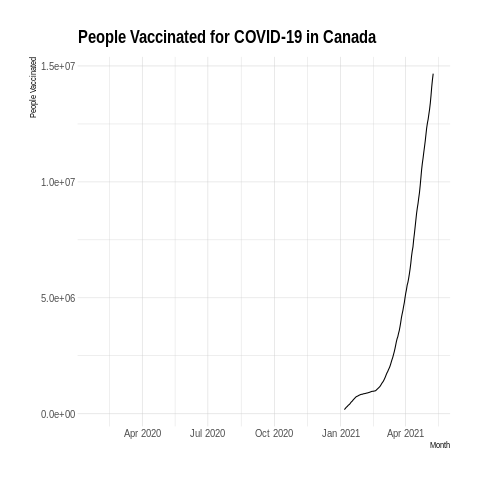 People Vaccinated for COVID-19 in Canada
People Vaccinated
1.5e+07
1.0e+07
5.0e+06
0.0e+00
Apr 2020 Jul 2020 Oct 2020 Jan 2021 Apr 2021
Month